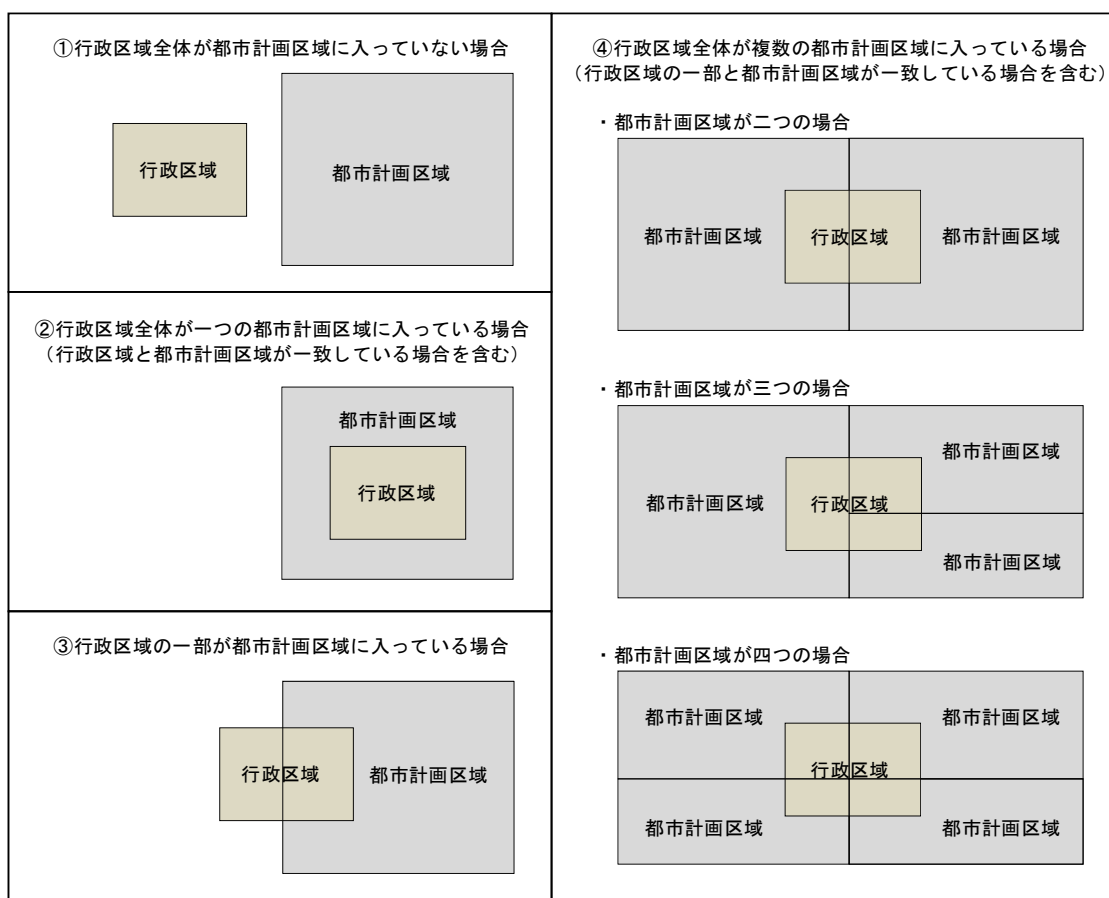 ①行政区域全体が都市計画区域に入っていない場合
行政区域
都市計画区域
②行政区域全体が一つの都市計画区域に入っている場合
（行政区域と都市計画区域が一致している場合を含む）
都市計画区域
行政区域
③行政区域の一部が都市計画区域に入っている場合
行政区域
都市計画区域
④行政区域全体が複数の都市計画区域に入っている場合
（行政区域の一部と都市計画区域が一致している場合を含む）
・都市計画区域が二つの場合
都市計画区域
行政区域
都市計画区域
・都市計画区域が三つの場合
都市計画区域
都市計画区域
行政区域
都市計画区域
・都市計画区域が四つの場合
都市計画区域
都市計画区域
行政区域
都市計画区域
都市計画区域